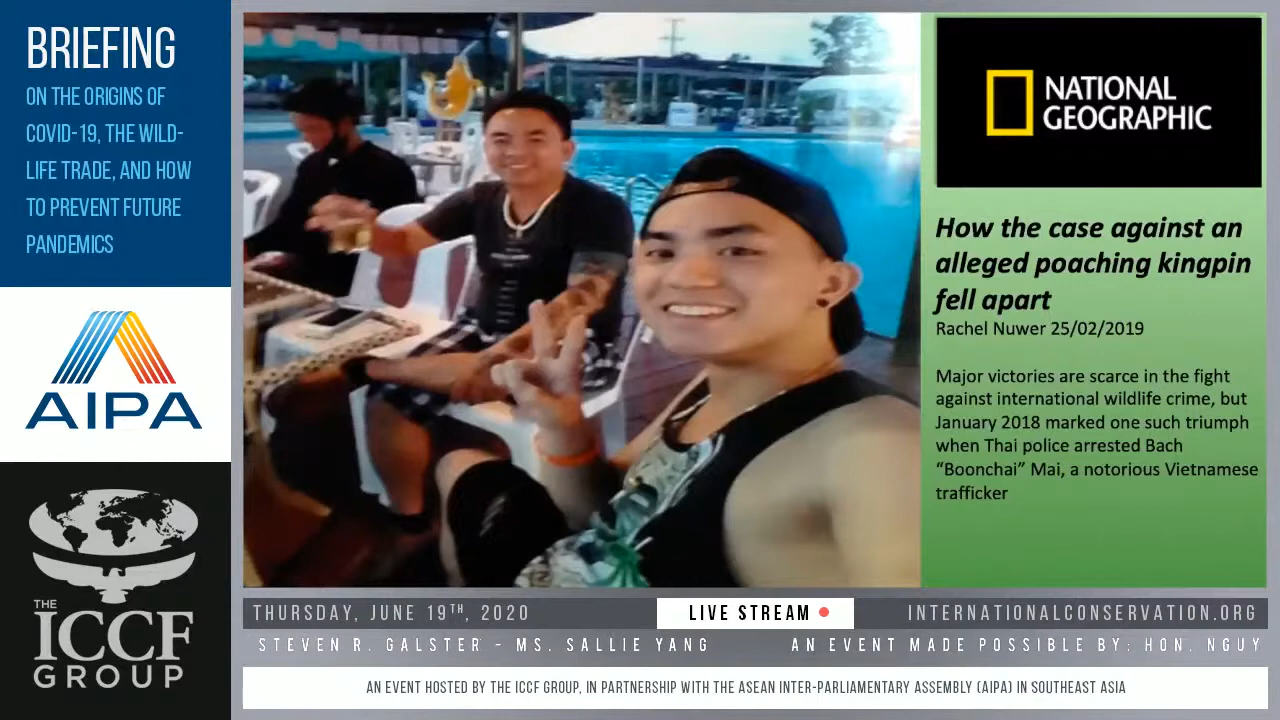 BRIEFING
ON THE ORIGINS OF
COVID-19, THE WILD-
LIFE TRADE, AND HOW
TO PREVENT FUTURE
PANDEMICS
AIPA
THE
ICCF
GROUP
NATIONAL
GEOGRAPHIC
How the case against an
alleged poaching kingpin
fell apart
Rachel Nuwer 25/02/2019
Major victories are scarce in the fight
against international wildlife crime, but
January 2018 marked one such triumph
when Thai police arrested Bach
“Boonchai” Mai, a notorious Vietnamese
trafficker
THURSDAY, JUNE 19TH, 2020
LIVE STREAM
INTERNATIONALCONSERVATION.ORG
STEVEN R. GALSTER - MS. SALLIE YANG
AN EVENT MADE POSSIBLE BY: HON. NGUY
AN EVENT HOSTED BY THE ICCF GROUP, IN PARTNERSHIP WITH THE ASEAN INTER-PARLIAMENTARY ASSEMBLY (AIPA) IN SOUTHEAST ASIA